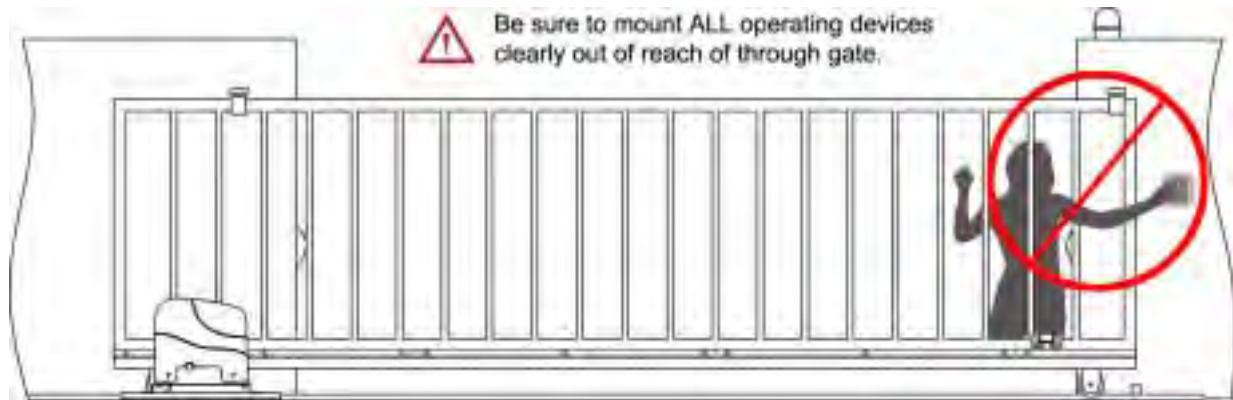 Be sure to mount ALL operating devices
clearly out of reach of through gate.